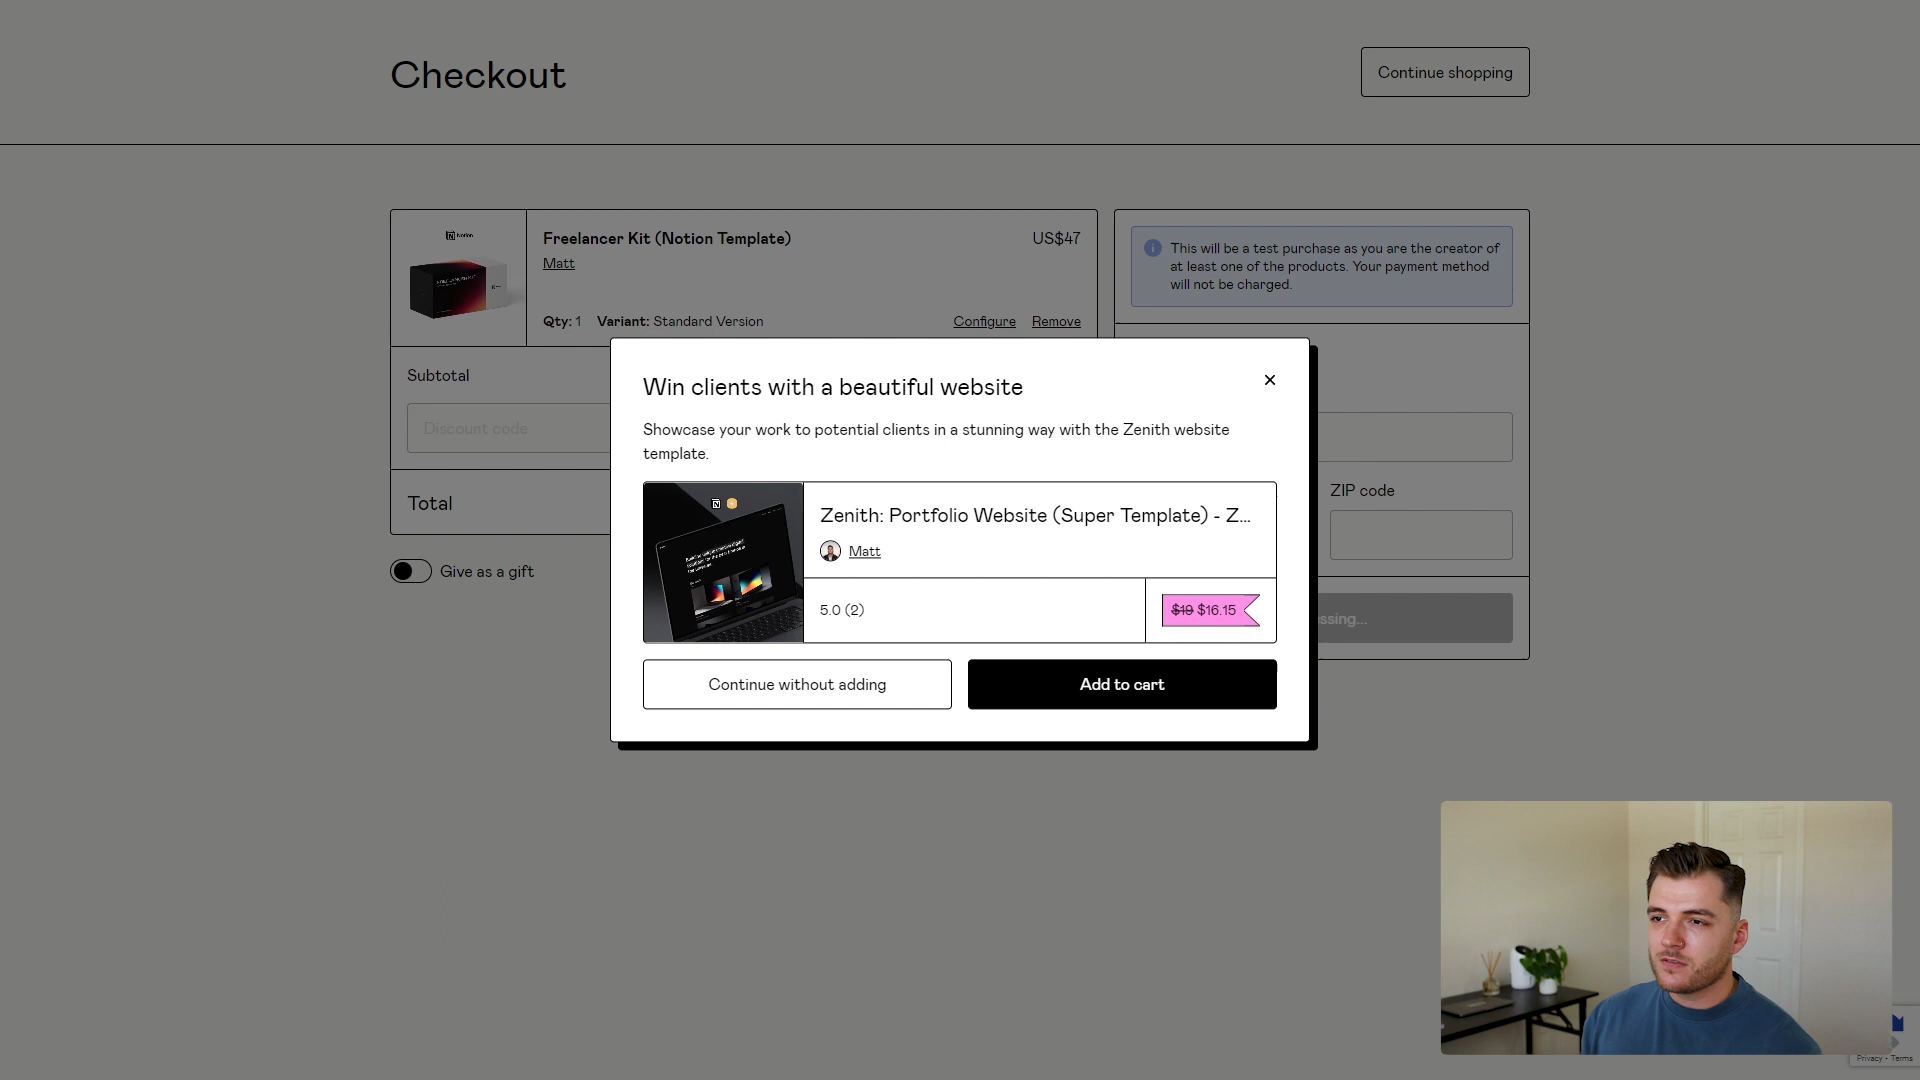 Checkout
Continue shopping
Notion
Freelancer Kit (Notion Template)
US$47
Matt
Qty: 1 Variant: Standard Version
Configure
Remove
This will be a test purchase as you are the creator of
at least one of the products. Your payment method
will not be charged.
Subtotal
Discount code
Total
Give as a gift
ZIP code
ssing...
Win clients with a beautiful website
Showcase your work to potential clients in a stunning way with the Zenith website
template.
Zenith: Portfolio Website (Super Template) - Z...
Matt
5.0 (2)
$19 $16.15
Continue without adding
Add to cart
Privacy - Terms